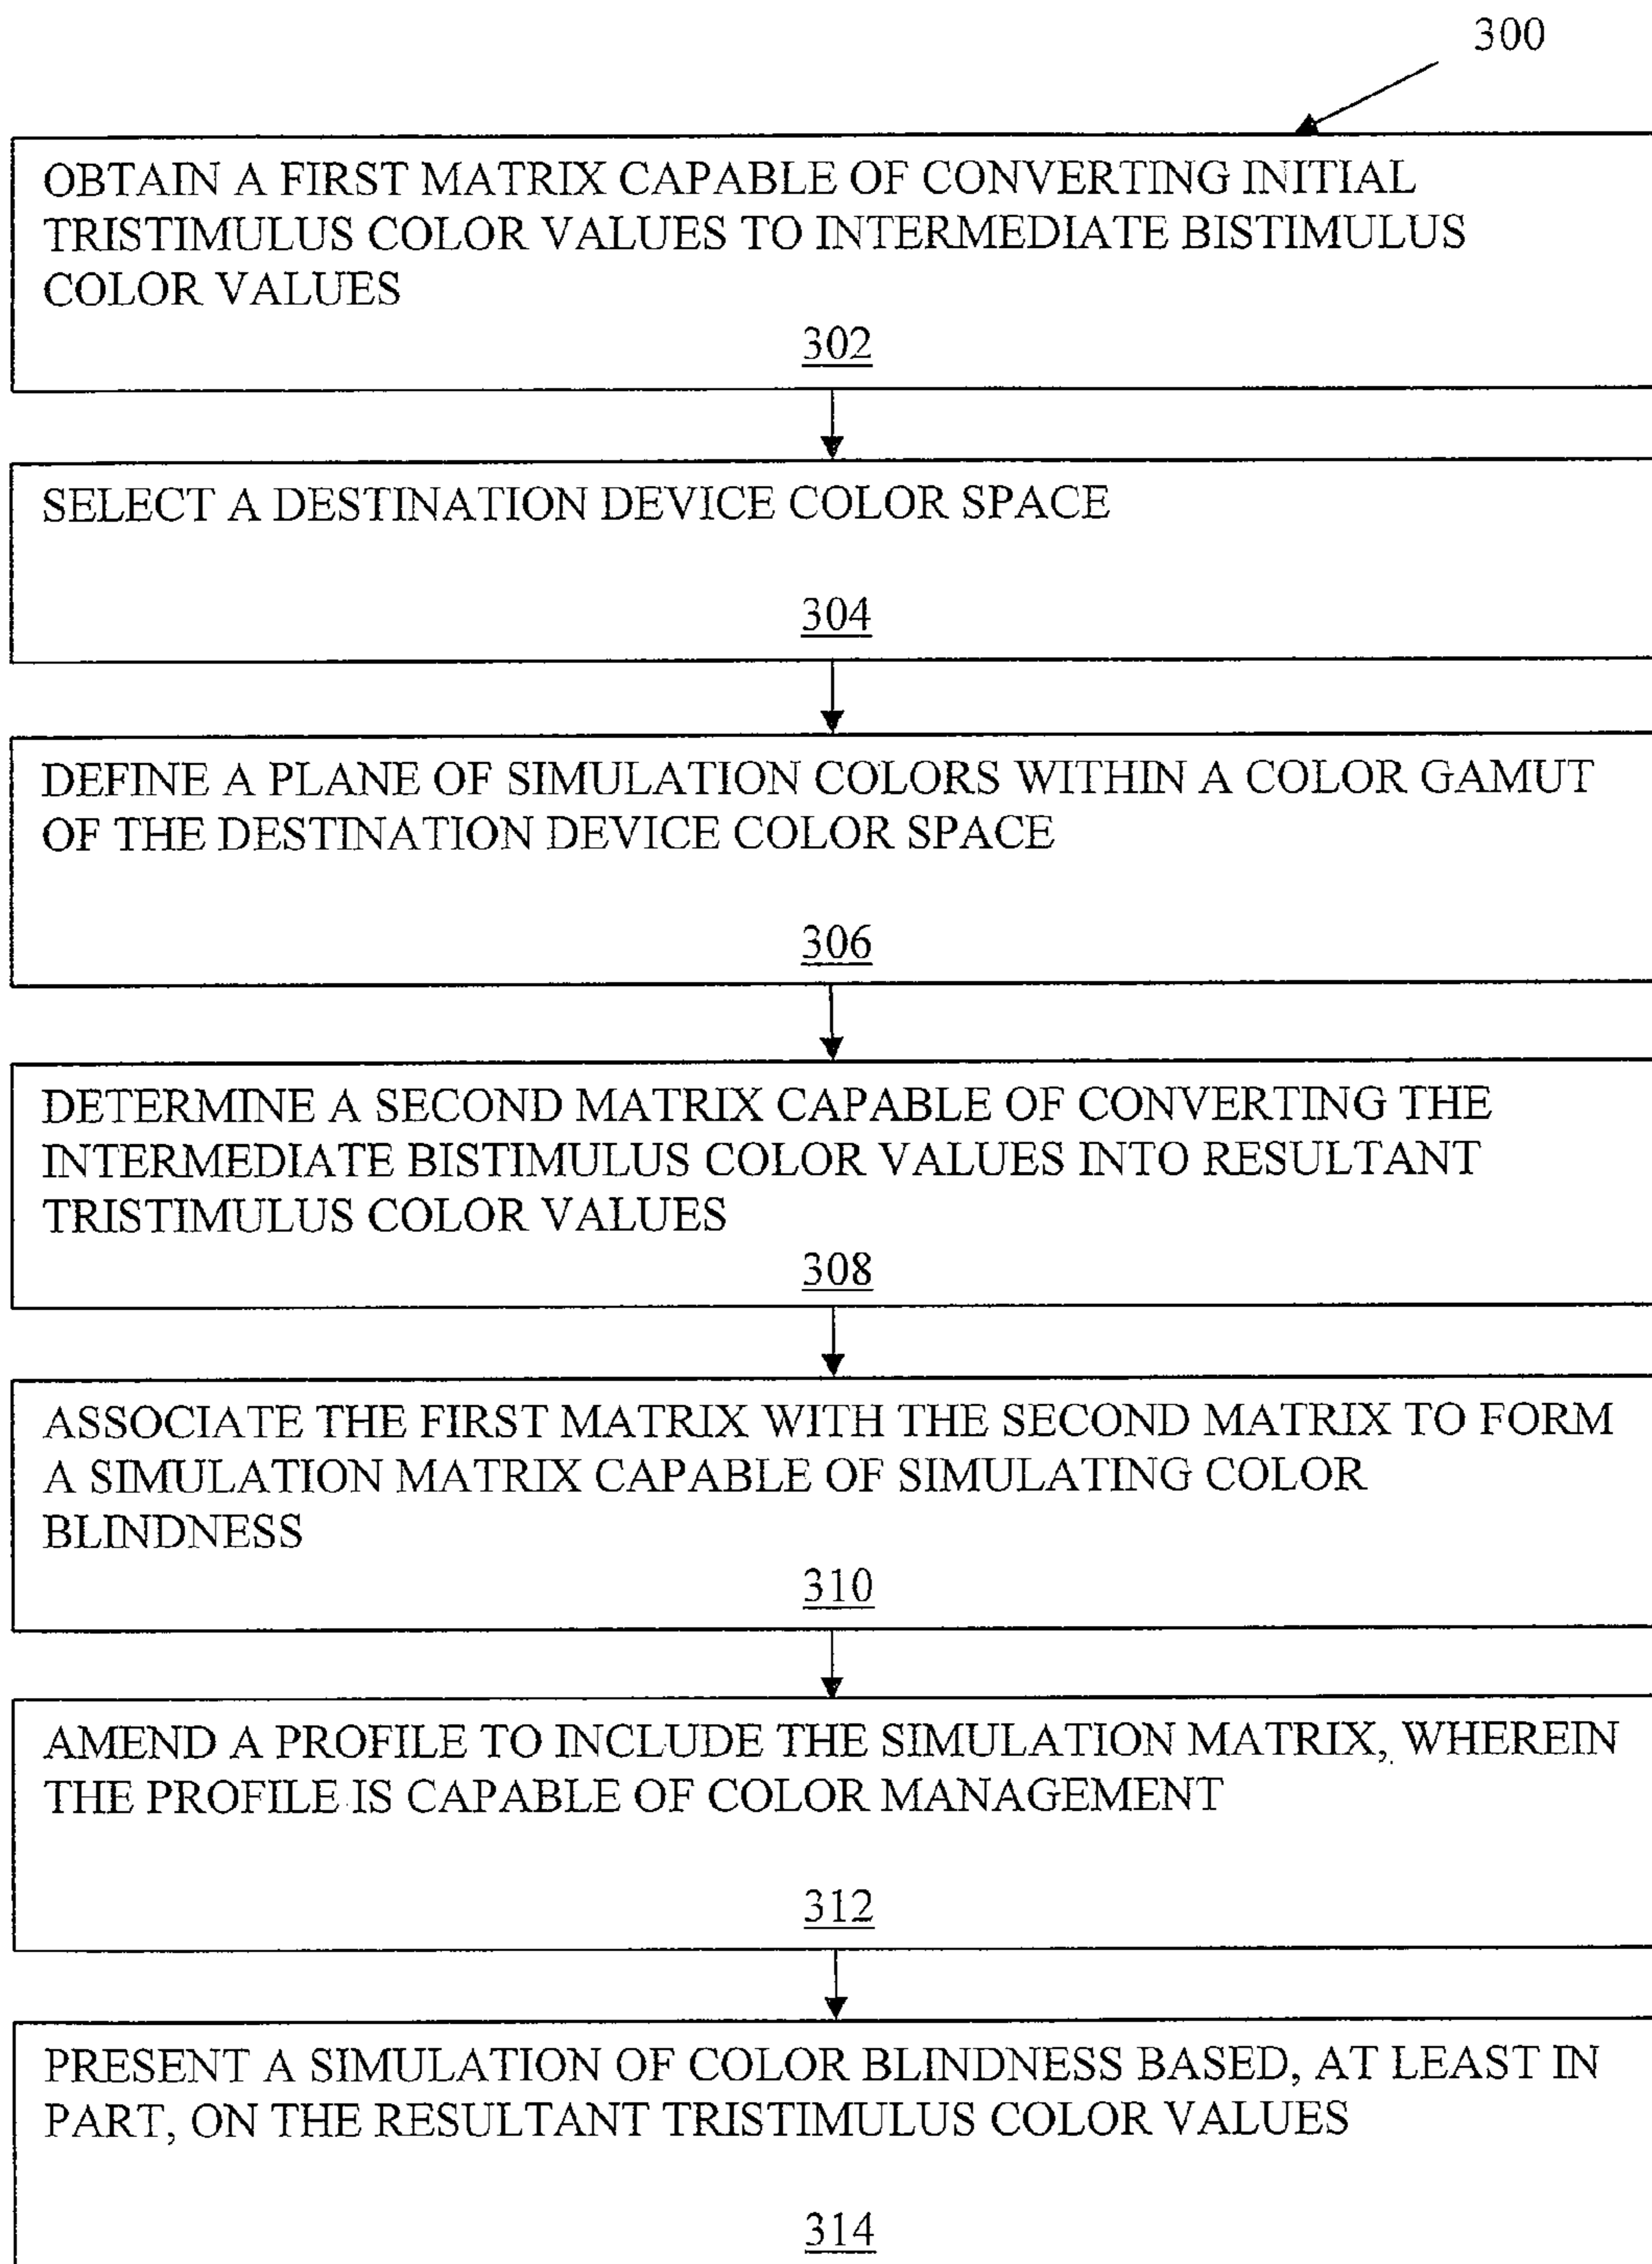 300
OBTAIN A FIRST MATRIX CAPABLE OF CONVERTING INITIAL
TRISTIMULUS COLOR VALUES TO INTERMEDIATE BISTIMULUS
COLOR VALUES
302
SELECT A DESTINATION DEVICE COLOR SPACE
304
DEFINE A PLANE OF SIMULATION COLORS WITHIN A COLOR GAMUT
OF THE DESTINATION DEVICE COLOR SPACE
306
DETERMINE A SECOND MATRIX CAPABLE OF CONVERTING THE
INTERMEDIATE BISTIMULUS COLOR VALUES INTO RESULTANT
TRISTIMULUS COLOR VALUES
308
ASSOCIATE THE FIRST MATRIX WITH THE SECOND MATRIX TO FORM
A SIMULATION MATRIX CAPABLE OF SIMULATING COLOR
BLINDNESS
310
AMEND A PROFILE TO INCLUDE THE SIMULATION MATRIX, WHEREIN
THE PROFILE IS CAPABLE OF COLOR MANAGEMENT
312
PRESENT A SIMULATION OF COLOR BLINDNESS BASED, AT LEAST IN
PART, ON THE RESULTANT TRISTIMULUS COLOR VALUES
314